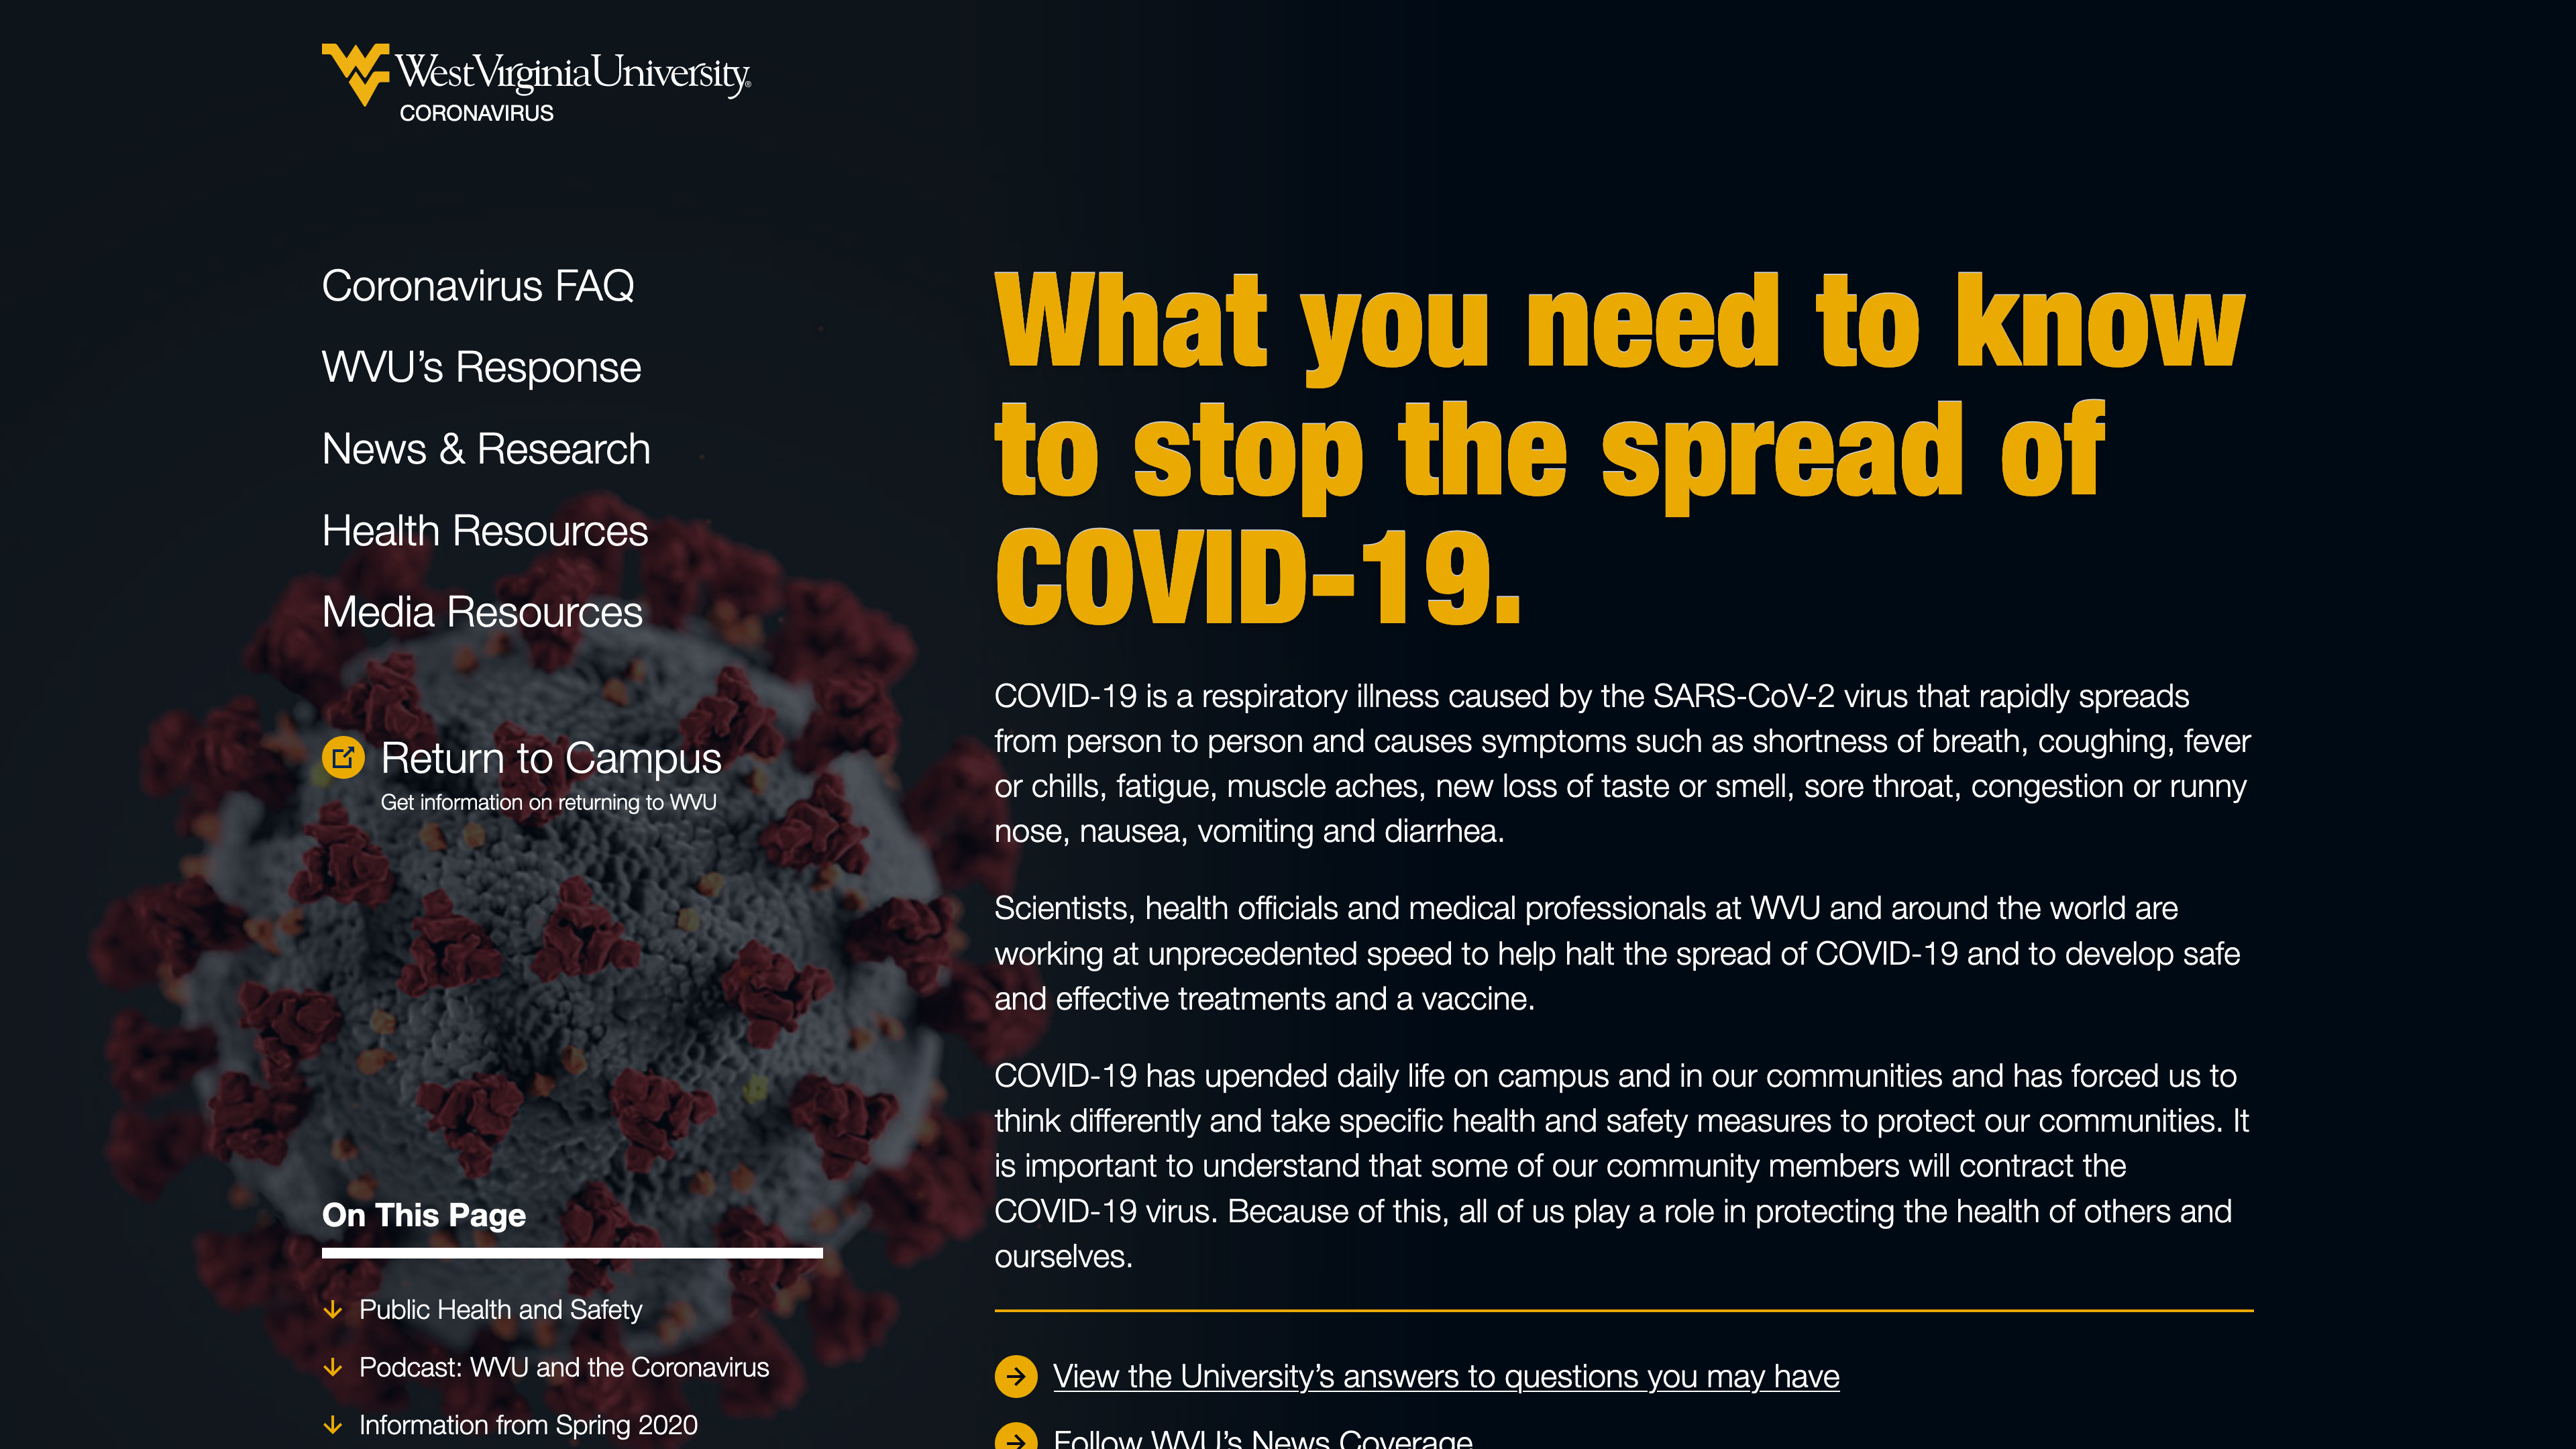 West Virginia University®
CORONAVIRUS
Coronavirus FAQ
WVU’s Response
News & Research
Health Resources
Media Resources
Return to Campus
Get information on returning to WVU
On This Page
Public Health and Safety
Podcast: WVU and the Coronavirus
Information from Spring 2020
What you need to know
to stop the spread of
COVID-19.
COVID-19 is a respiratory illness caused by the SARS-CoV-2 virus that rapidly spreads
from person to person and causes symptoms such as shortness of breath, coughing, fever
or chills, fatigue, muscle aches, new loss of taste or smell, sore throat, congestion or runny
nose, nausea, vomiting and diarrhea.
Scientists, health officials and medical professionals at WVU and around the world are
working at unprecedented speed to help halt the spread of COVID-19 and to develop safe
and effective treatments and a vaccine.
COVID-19 has upended daily life on campus and in our communities and has forced us to
think differently and take specific health and safety measures to protect our communities. It
is important to understand that some of our community members will contract the
COVID-19 virus. Because of this, all of us play a role in protecting the health of others and
ourselves.
View the University’s answers to questions you may have
Follow WVU’s News Coverage